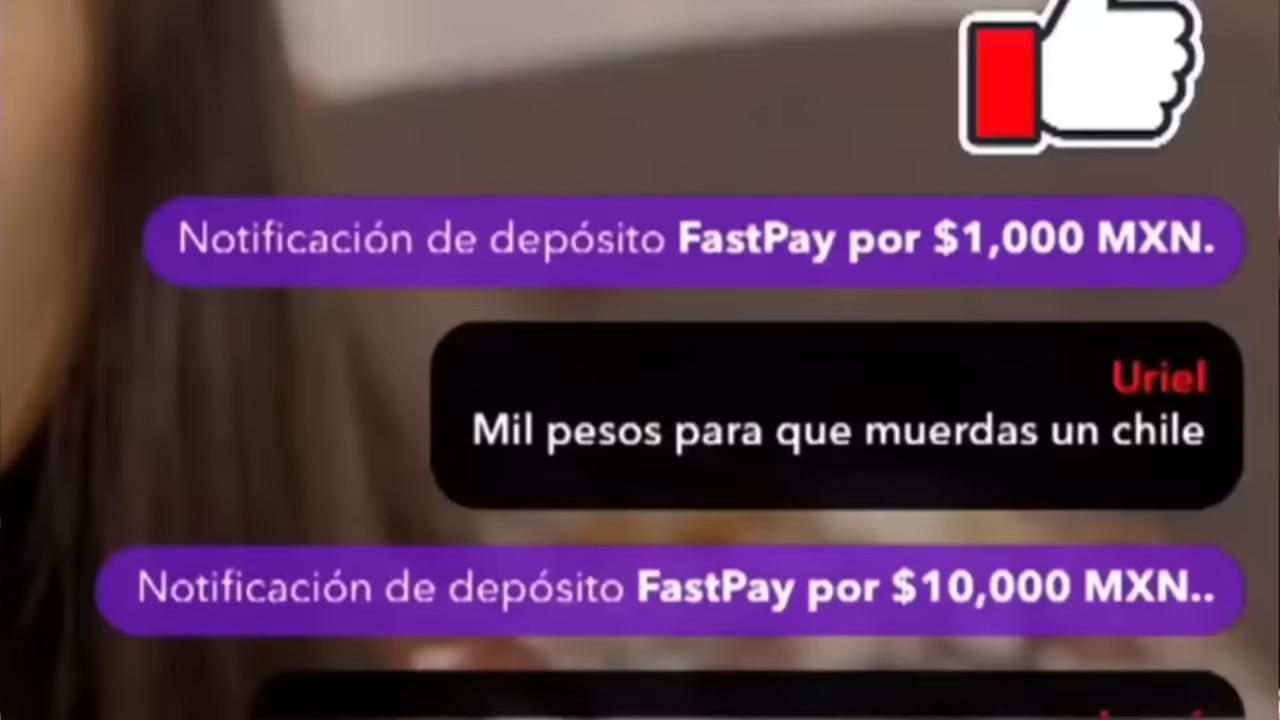 Notificación de depósito FastPay por $1,000 MXN.
Uriel
Mil pesos para que muerdas un chile
Notificación de depósito FastPay por $10,000 MXN..